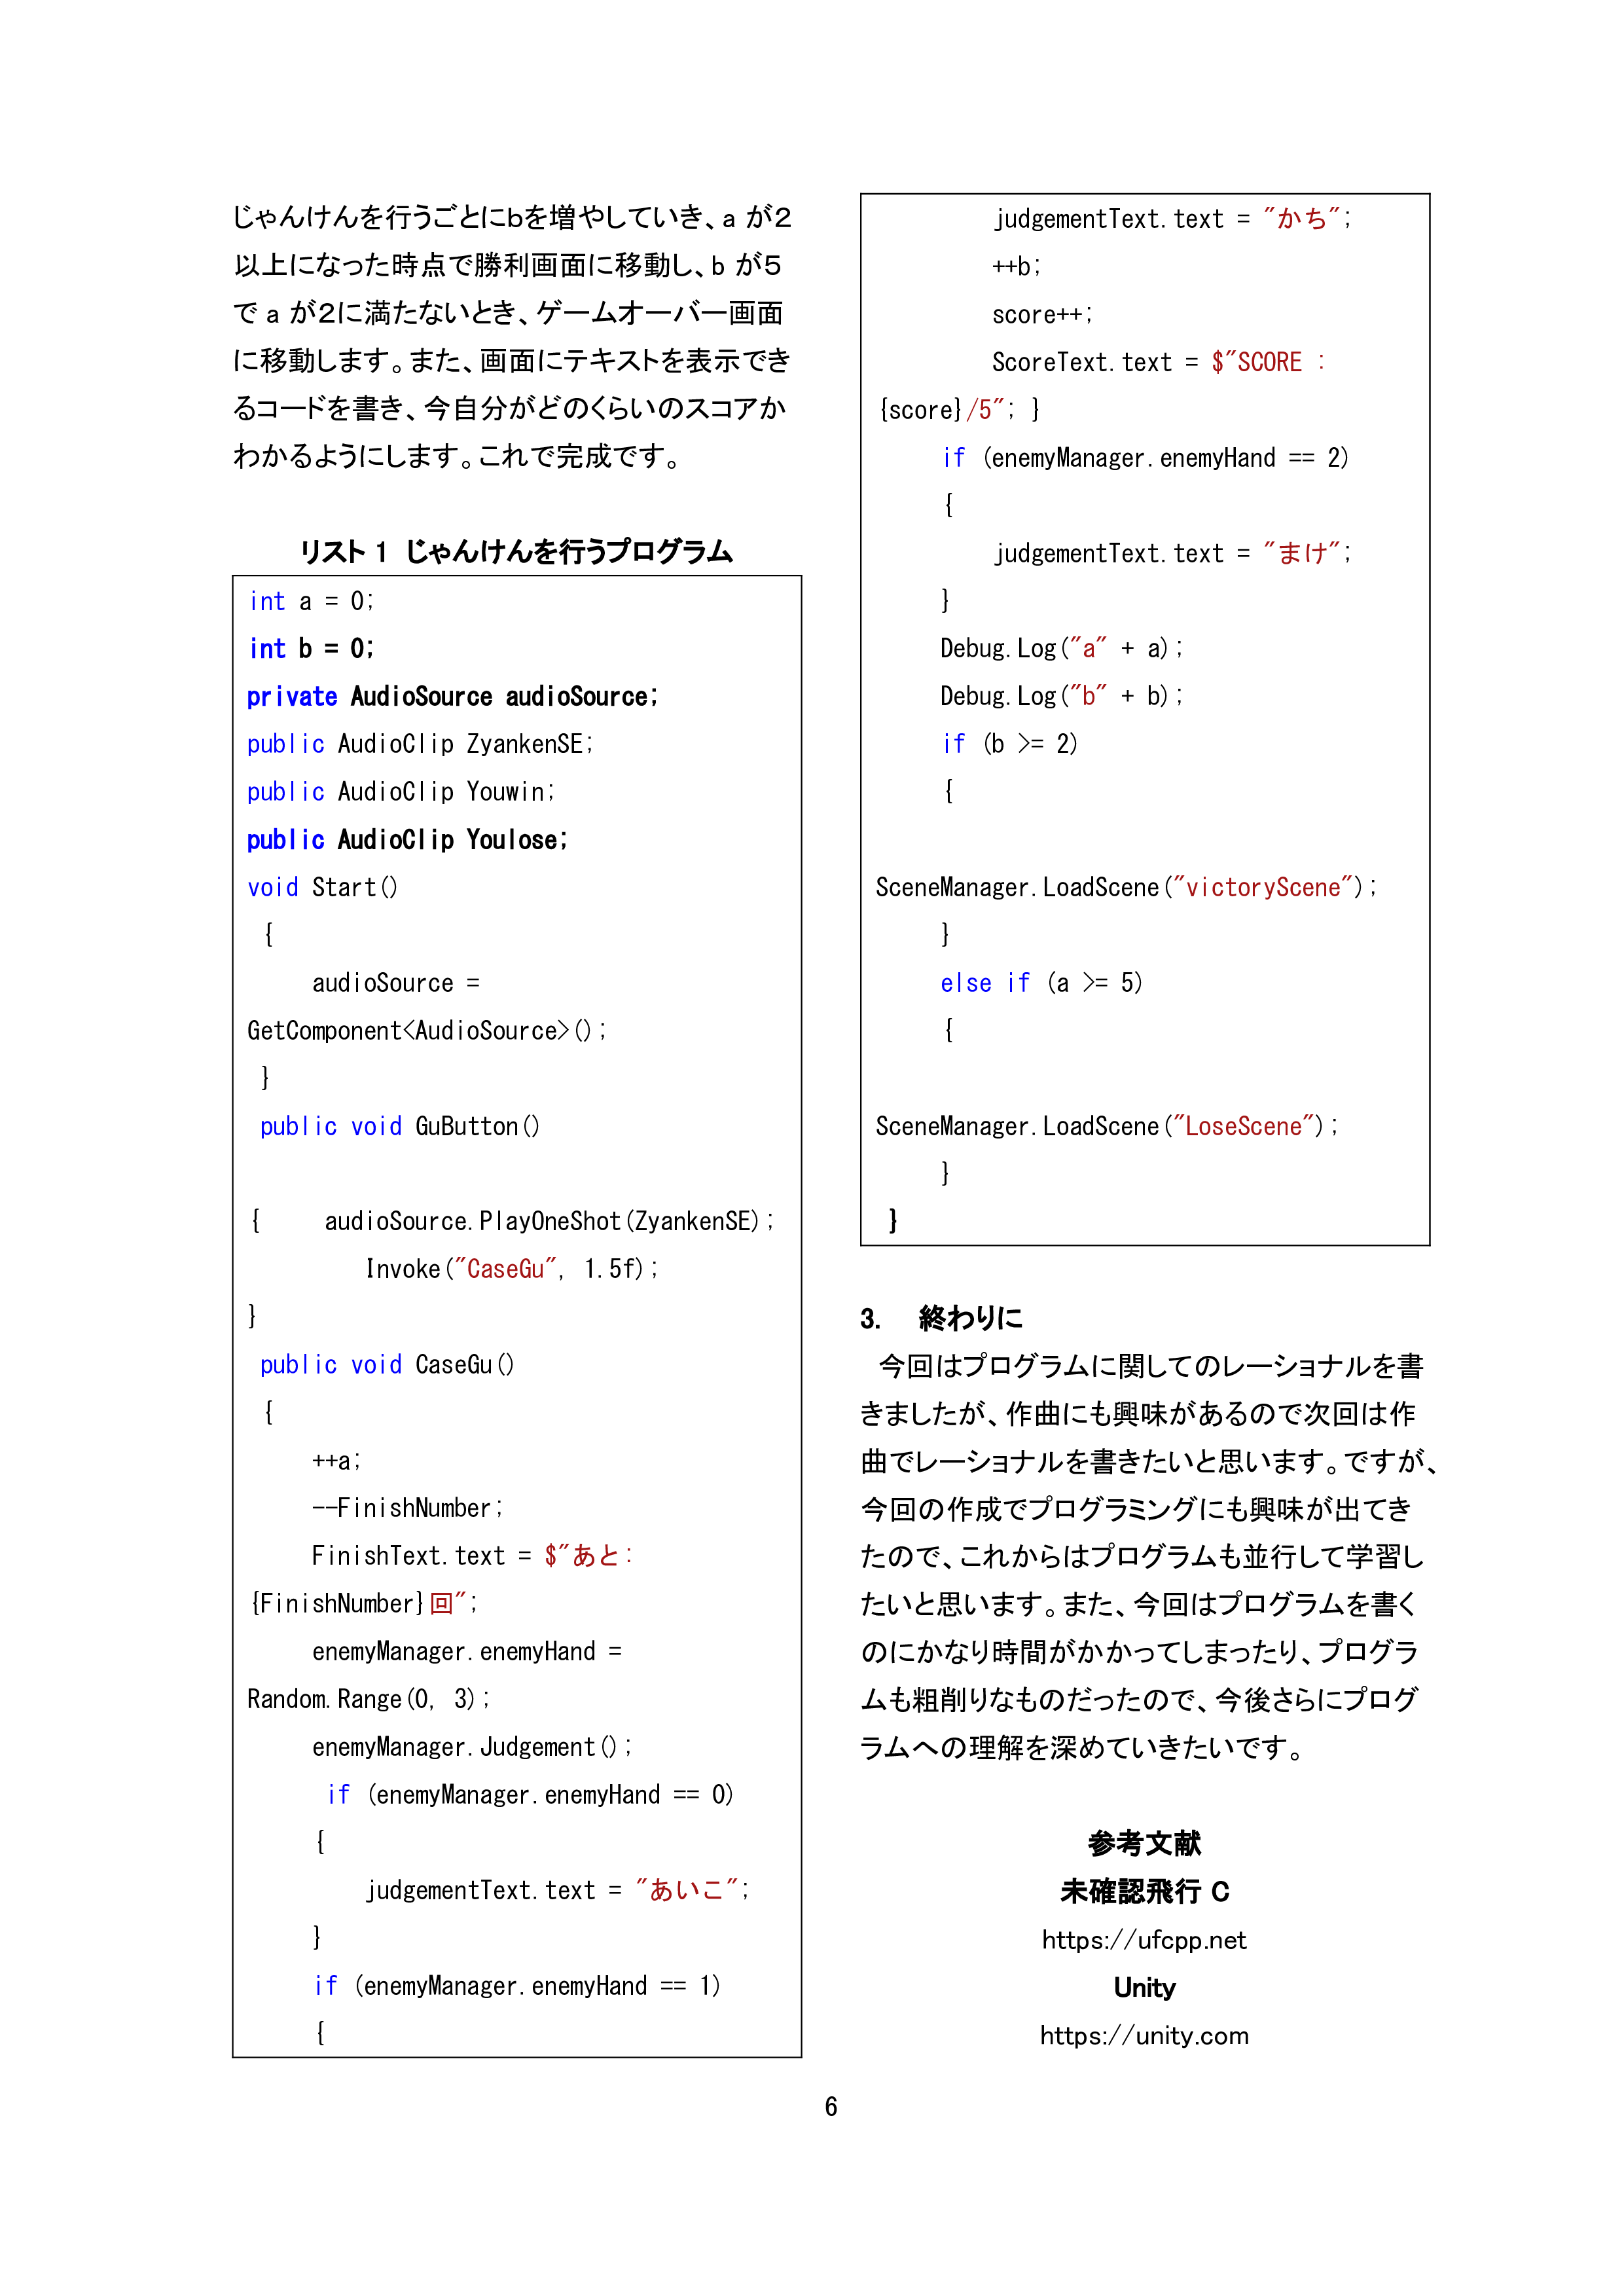 じゃんけんを行うごとにbを増やしていき、a が2
以上になった時点で勝利画面に移動し、b が5
で a が2に満たないとき、ゲームオーバー画面
に移動します。また、画面にテキストを表示でき
るコードを書き、今自分がどのくらいのスコアか
わかるようにします。これで完成です。
リスト 1 じゃんけんを行うプログラム
int a = 0;
int b = 0;
private AudioSource audioSource;
public AudioClip ZyankenSE;
public AudioClip Youwin;
public AudioClip Youlose;
void Start()
{
audioSource =
GetComponent<AudioSource>();
}
public void GuButton()
{ audioSource.PlayOneShot(ZyankenSE);
Invoke("CaseGu", 1.5f);
}
public void CaseGu()
{
++a;
--FinishNumber;
FinishText.text = $"あと:
{FinishNumber}回";
enemyManager.enemyHand =
Random.Range(0, 3);
enemyManager.Judgement();
if (enemyManager.enemyHand == 0)
{
judgementText.text = "あいこ";
}
if (enemyManager.enemyHand == 1)
{
judgementText.text = "かち";
++b;
score++;
ScoreText.text = $"SCORE :
{score}/5"; }
if (enemyManager.enemyHand == 2)
{
judgementText.text = "まけ";
}
Debug.Log("a" + a);
Debug.Log("b" + b);
if (b >= 2)
{
SceneManager.LoadScene("victoryScene");
}
else if (a >= 5)
{
SceneManager.LoadScene("LoseScene");
}
}
3. 終わりに
今回はプログラムに関してのレーショナルを書
きましたが、作曲にも興味があるので次回は作
曲でレーショナルを書きたいと思います。ですが、
今回の作成でプログラミングにも興味が出てき
たので、これからはプログラムも並行して学習し
たいと思います。また、今回はプログラムを書く
のにかなり時間がかかってしまったり、プログラ
ムも粗削りなものだったので、今後さらにプログ
ラムへの理解を深めていきたいです。
参考文献
未確認飛行 C
https://ufcpp.net
Unity
https://unity.com
6